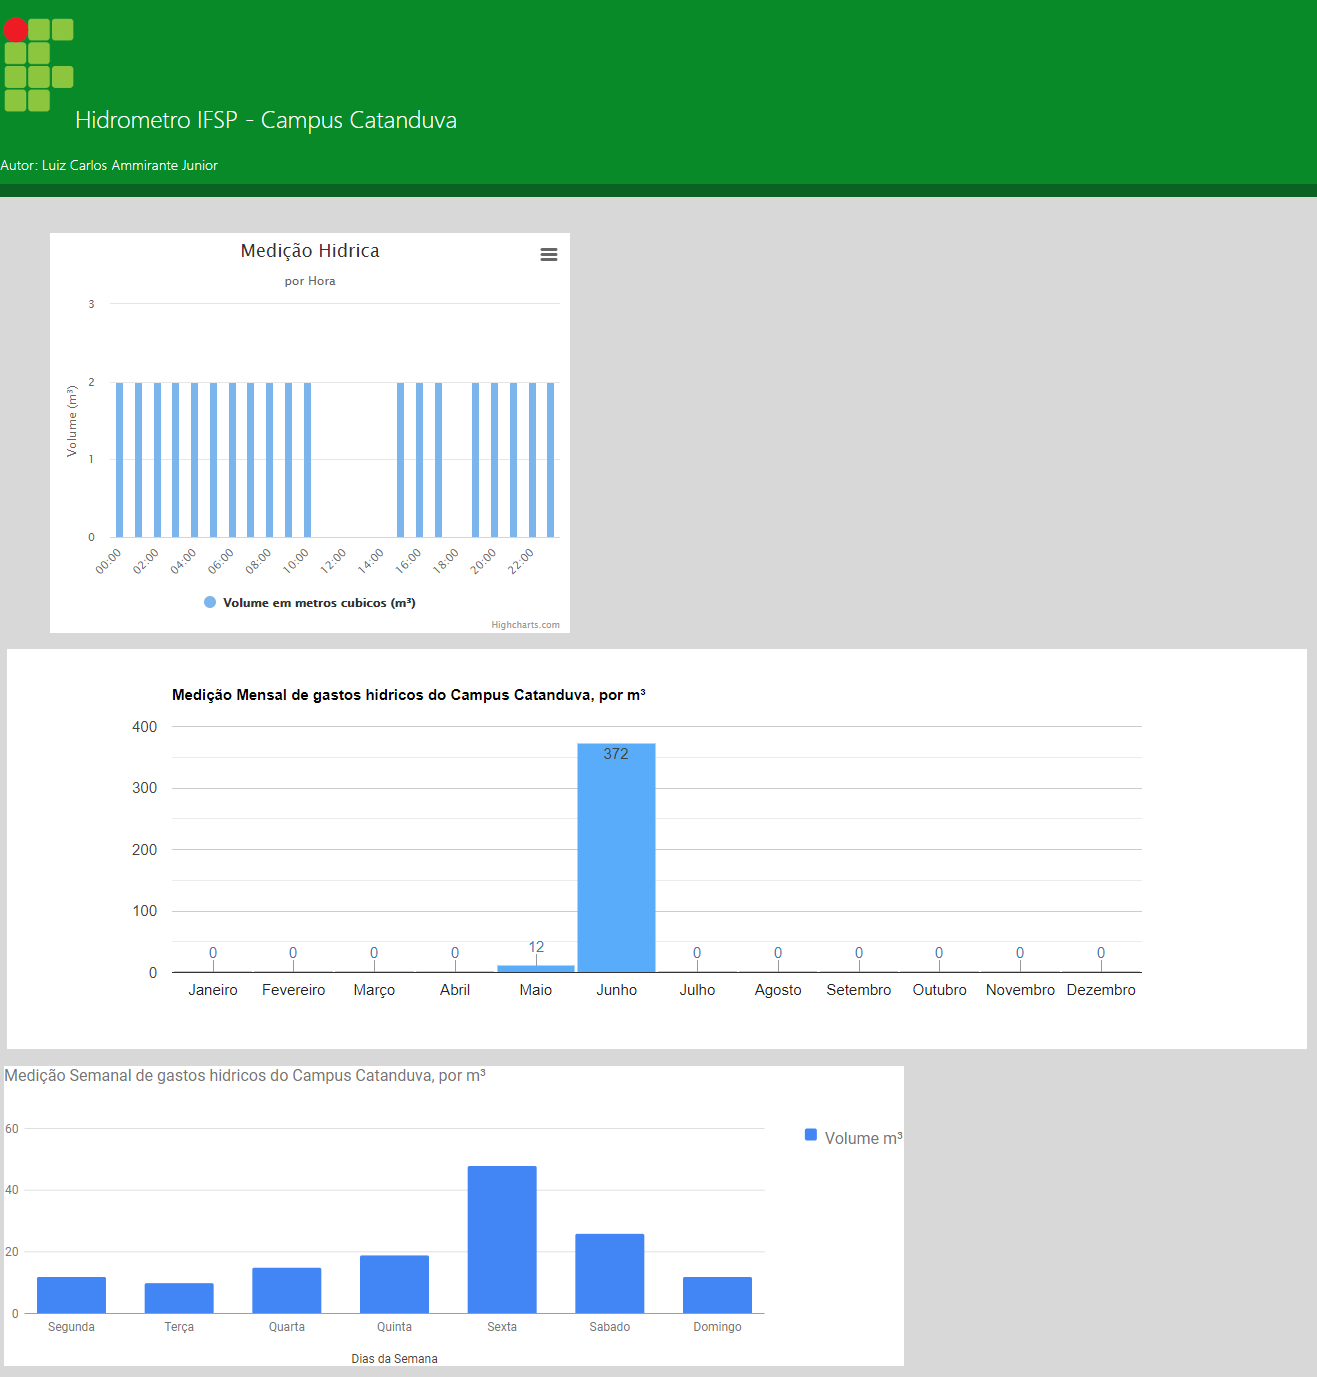 Hidrometro IFSP - Campus Catanduva
Autor: Luiz Carlos Ammirante Junior
Medição Hidrica
por Hora
Volume (m³)
3
2
1
0
00:00 02:00 04:00 06:00 08:00 10:00 12:00 14:00 16:00 18:00 20:00 22:00
Volume em metros cubicos (m³)
Highcharts.com
Medição Mensal de gastos hidricos do Campus Catanduva, por m³
400
300
200
100
0
0 0 0 0 12 372 0 0 0 0 0 0
Janeiro Fevereiro Março Abril Maio Junho Julho Agosto Setembro Outubro Novembro Dezembro
Medição Semanal de gastos hidricos do Campus Catanduva, por m³
60
40
20
0
Volume m³
Segunda Terça Quarta Quinta Sexta Sabado Domingo
Dias da Semana